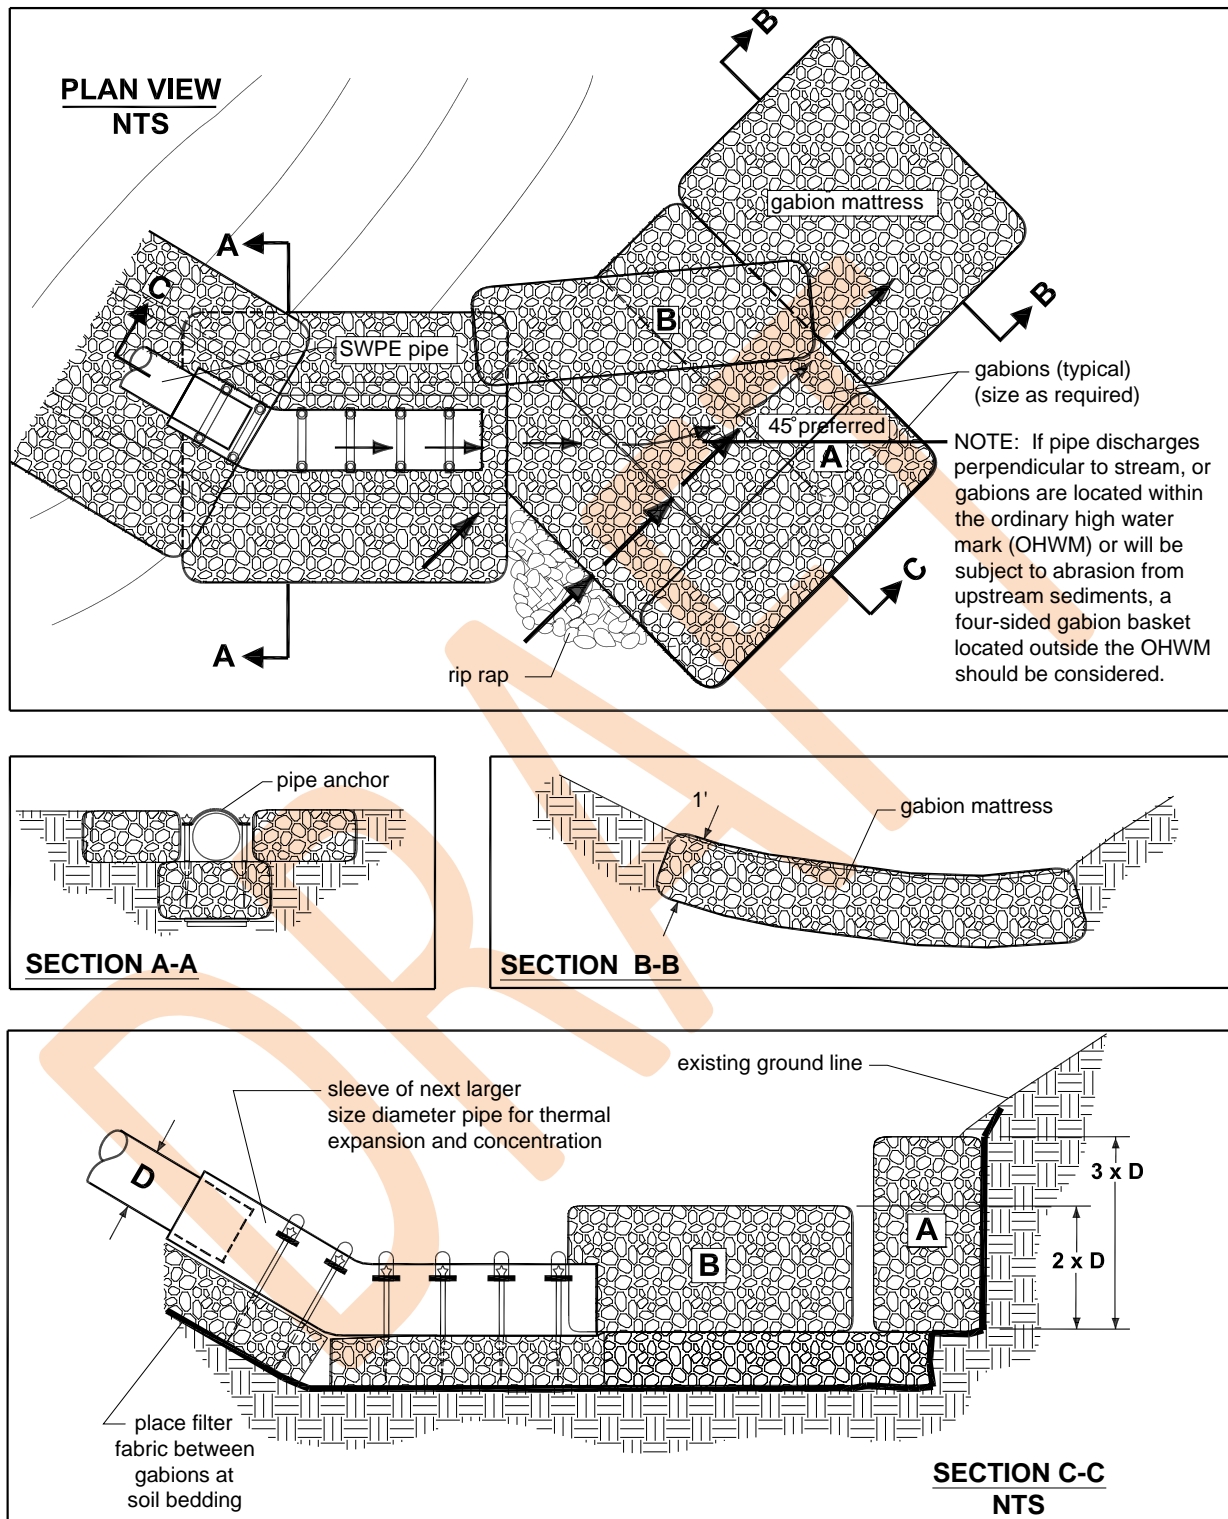 PLAN VIEW
NTS
B
gabion mattress
A
C
B
B
SWPE pipe
gabions (typical)
(size as required)
45° preferred
A
NOTE: If pipe discharges
perpendicular to stream, or
gabions are located within
the ordinary high water
mark (OHWM) or will be
subject to abrasion from
upstream sediments, a
four-sided gabion basket
located outside the OHWM
should be considered.
C
A
rip rap
pipe anchor
SECTION A-A
1'
gabion mattress
SECTION B-B
existing ground line
sleeve of next larger
size diameter pipe for thermal
expansion and concentration
D
3 x D
A
2 x D
B
place filter
fabric between
gabions at
soil bedding
SECTION C-C
NTS
DRAFT